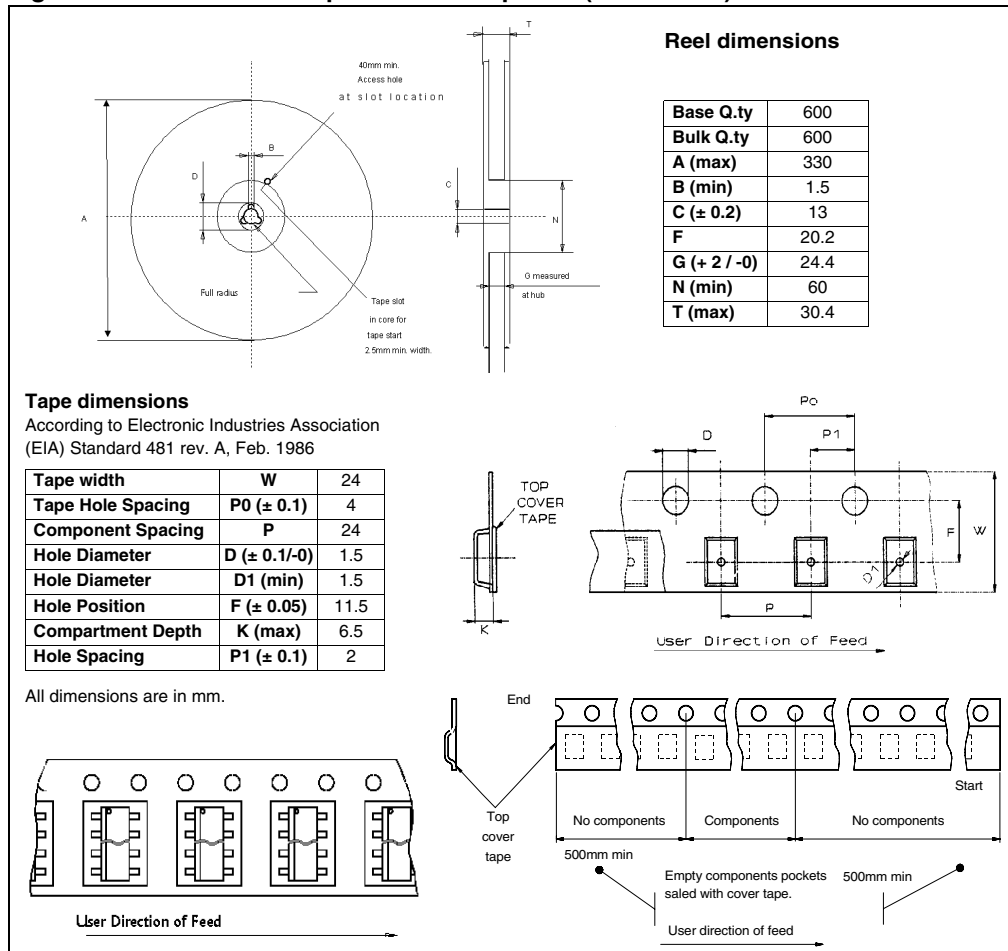 Reel dimensions
T
40mm min.
Access hole
at slot location
B
D
A
C
N
G measured
at hub
Full radius
Tape slot
in core for
tape start
2.5mm min. width.
Base Q.ty 600
Bulk Q.ty 600
A (max) 330
B (min) 1.5
C (± 0.2) 13
F 20.2
G (+ 2 / -0) 24.4
N (min) 60
T (max) 30.4
Tape dimensions
According to Electronic Industries Association
(EIA) Standard 481 rev. A, Feb. 1986
Tape width W 24
Tape Hole Spacing P0 (± 0.1) 4
Component Spacing P 24
Hole Diameter D (± 0.1/-0) 1.5
Hole Diameter D1 (min) 1.5
Hole Position F (± 0.05) 11.5
Compartment Depth K (max) 6.5
Hole Spacing P1 (± 0.1) 2
All dimensions are in mm.
Po
D
P1
TOP
COVER
TAPE
F
W
D1
K
P
User Direction of Feed
End
Start
Top
cover
tape
No components
Components
No components
500mm min
Empty components pockets
saled with cover tape.
500mm min
User direction of feed
User Direction of Feed